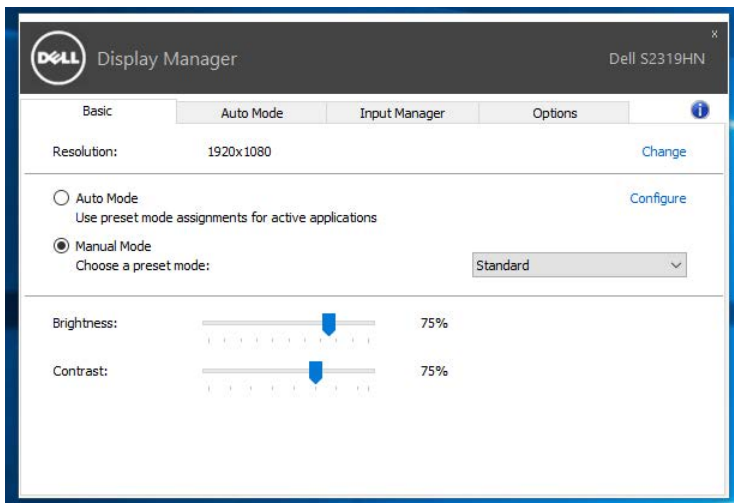 DELL Display Manager x
Dell S2319HN
Basic Auto Mode Input Manager Options i
Resolution: 1920x1080 Change
Auto Mode Configure
Use preset mode assignments for active applications
Manual Mode
Choose a preset mode: Standard
Brightness: 75%
Contrast: 75%